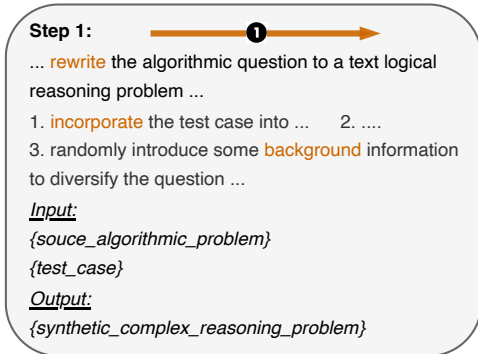 Step 1:
1
... rewrite the algorithmic question to a text logical
reasoning problem ...
1. incorporate the test case into ... 2. ....
3. randomly introduce some background information
to diversify the question ...
Input:
{souce_algorithmic_problem}
{test_case}
Output:
{synthetic_complex_reasoning_problem}